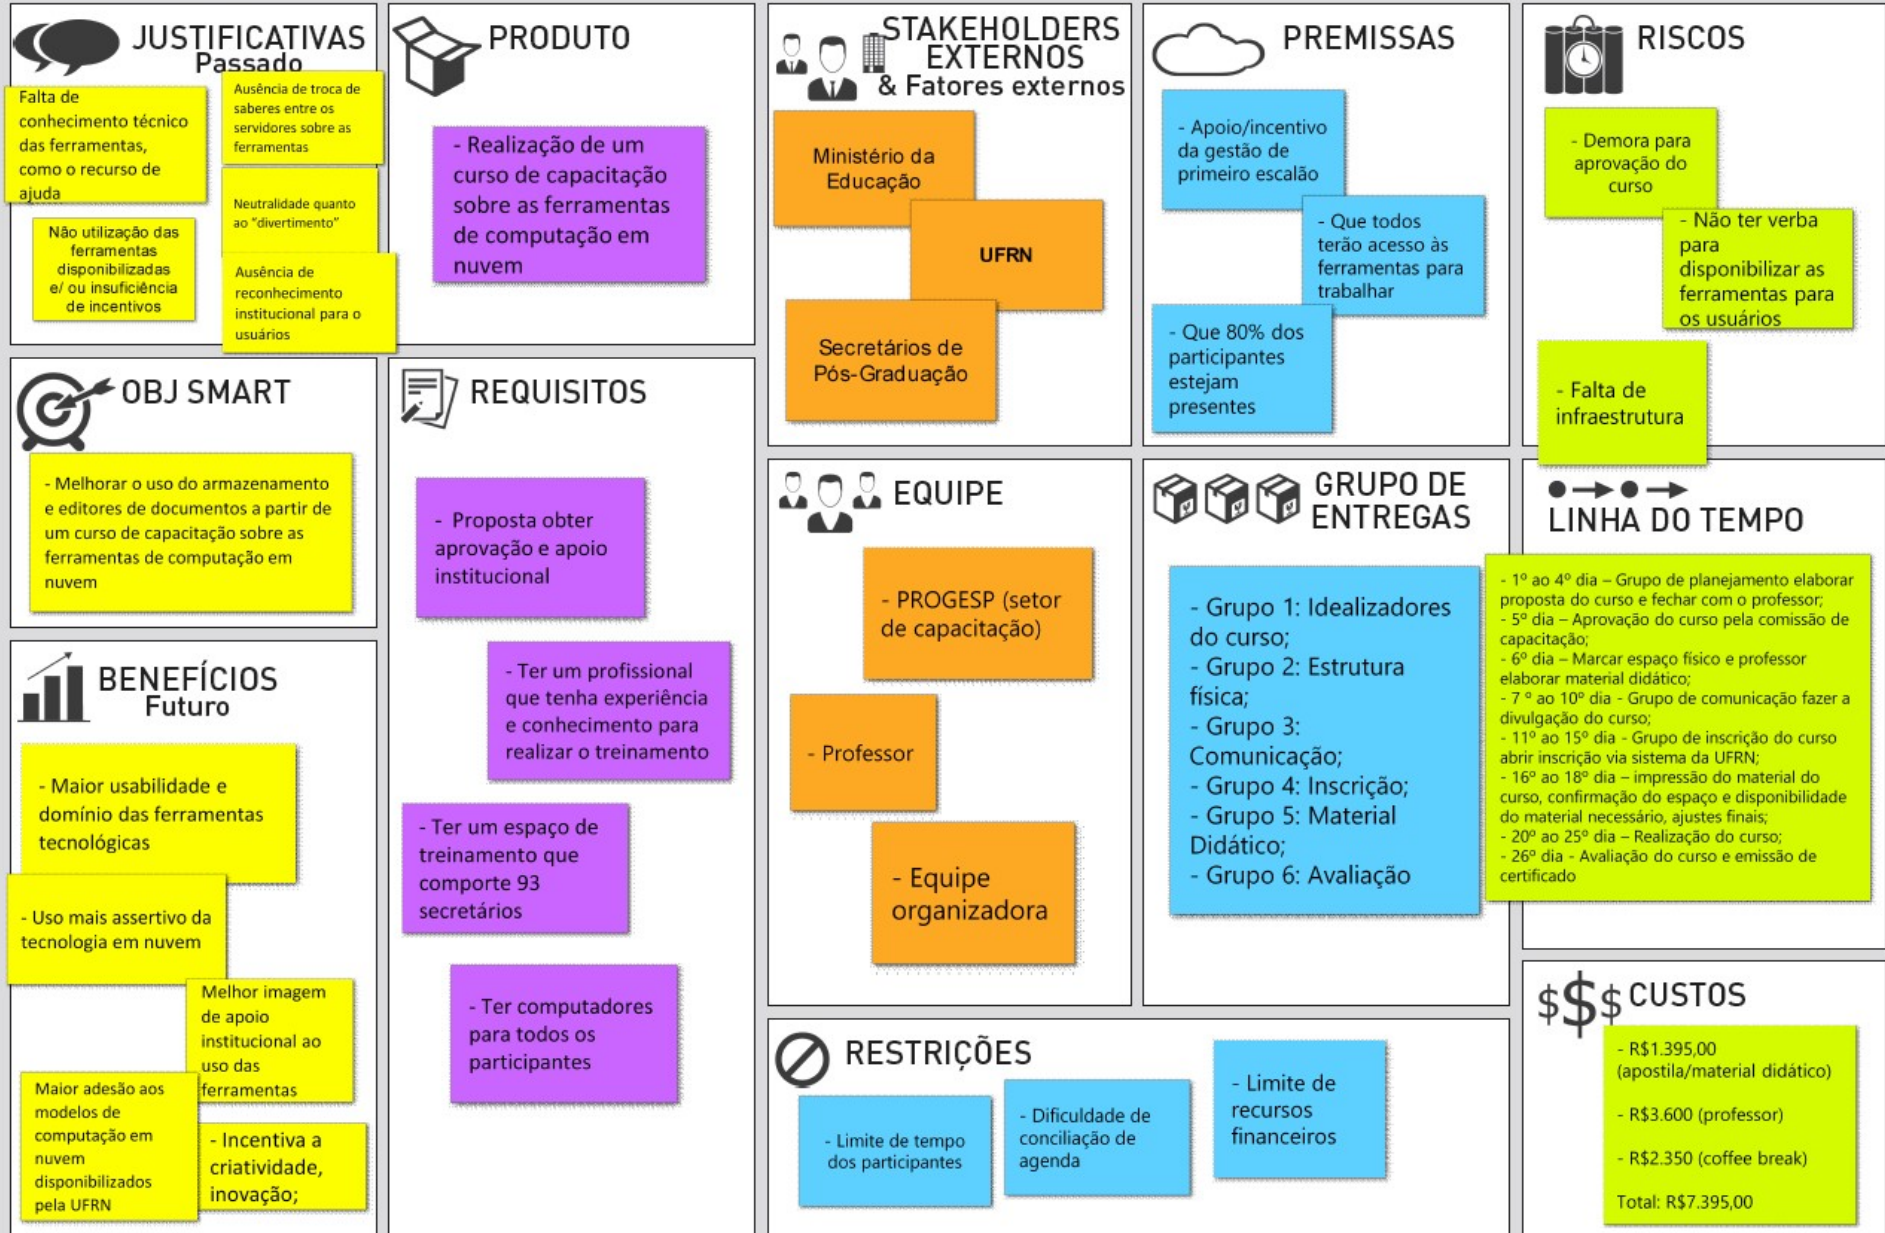 JUSTIFICATIVAS
Passado
Falta de
conhecimento técnico
das ferramentas,
como o recurso de
ajuda
Ausência de troca de
saberes entre os
servidores sobre as
ferramentas
Neutralidade quanto
ao “divertimento”
Não utilização das
ferramentas
disponibilizadas
e/ ou insuficiência
de incentivos
Ausência de
reconhecimento
institucional para o
usuários
PRODUTO
- Realização de um
curso de capacitação
sobre as ferramentas
de computação em
nuvem
STAKEHOLDERS
EXTERNOS
& Fatores externos
Ministério da
Educação
UFRN
Secretários de
Pós-Graduação
PREMISSAS
- Apoio/incentivo
da gestão de
primeiro escalão
- Que todos
terão acesso às
ferramentas para
trabalhar
- Que 80% dos
participantes
estejam
presentes
RISCOS
- Demora para
aprovação do
curso
- Não ter verba
para
disponibilizar as
ferramentas para
os usuários
- Falta de
infraestrutura
OBJ SMART
- Melhorar o uso do armazenamento
e editores de documentos a partir de
um curso de capacitação sobre as
ferramentas de computação em
nuvem
REQUISITOS
- Proposta obter
aprovação e apoio
institucional
- Ter um profissional
que tenha experiência
e conhecimento para
realizar o treinamento
- Ter um espaço de
treinamento que
comporte 93
secretários
- Ter computadores
para todos os
participantes
EQUIPE
- PROGESP (setor
de capacitação)
- Professor
- Equipe
organizadora
GRUPO DE
ENTREGAS
- Grupo 1: Idealizadores
do curso;
- Grupo 2: Estrutura
física;
- Grupo 3:
Comunicação;
- Grupo 4: Inscrição;
- Grupo 5: Material
Didático;
- Grupo 6: Avaliação
LINHA DO TEMPO
- 1º ao 4º dia – Grupo de planejamento elaborar
proposta do curso e fechar com o professor;
- 5º dia – Aprovação do curso pela comissão de
capacitação;
- 6º dia – Marcar espaço físico e professor
elaborar material didático;
- 7 º ao 10º dia - Grupo de comunicação fazer a
divulgação do curso;
- 11º ao 15º dia - Grupo de inscrição do curso
abrir inscrição via sistema da UFRN;
- 16º ao 18º dia – impressão do material do
curso, confirmação do espaço e disponibilidade
do material necessário, ajustes finais;
- 20º ao 25º dia – Realização do curso;
- 26º dia - Avaliação do curso e emissão de
certificado
BENEFÍCIOS
Futuro
- Maior usabilidade e
domínio das ferramentas
tecnológicas
- Uso mais assertivo da
tecnologia em nuvem
Melhor imagem
de apoio
institucional ao
uso das
ferramentas
Maior adesão aos
modelos de
computação em
nuvem
disponibilizados
pela UFRN
- Incentiva a
criatividade,
inovação;
RESTRIÇÕES
- Limite de tempo
dos participantes
- Dificuldade de
conciliação de
agenda
- Limite de
recursos
financeiros
$$$ CUSTOS
- R$1.395,00
(apostila/material didático)
- R$3.600 (professor)
- R$2.350 (coffee break)
Total: R$7.395,00